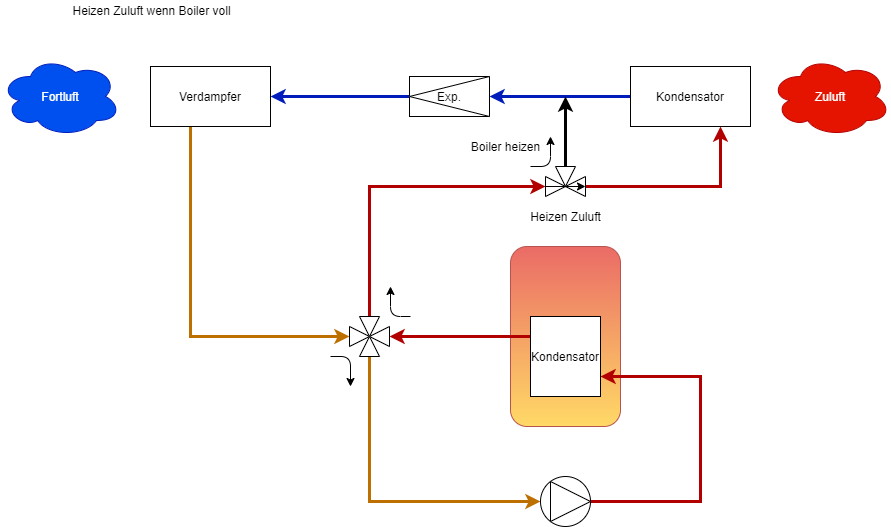 Heizen Zuluft wenn Boiler voll
Fortluft
Verdampfer
Exp.
Kondensator
Zuluft
Boiler heizen
Heizen Zuluft
Kondensator